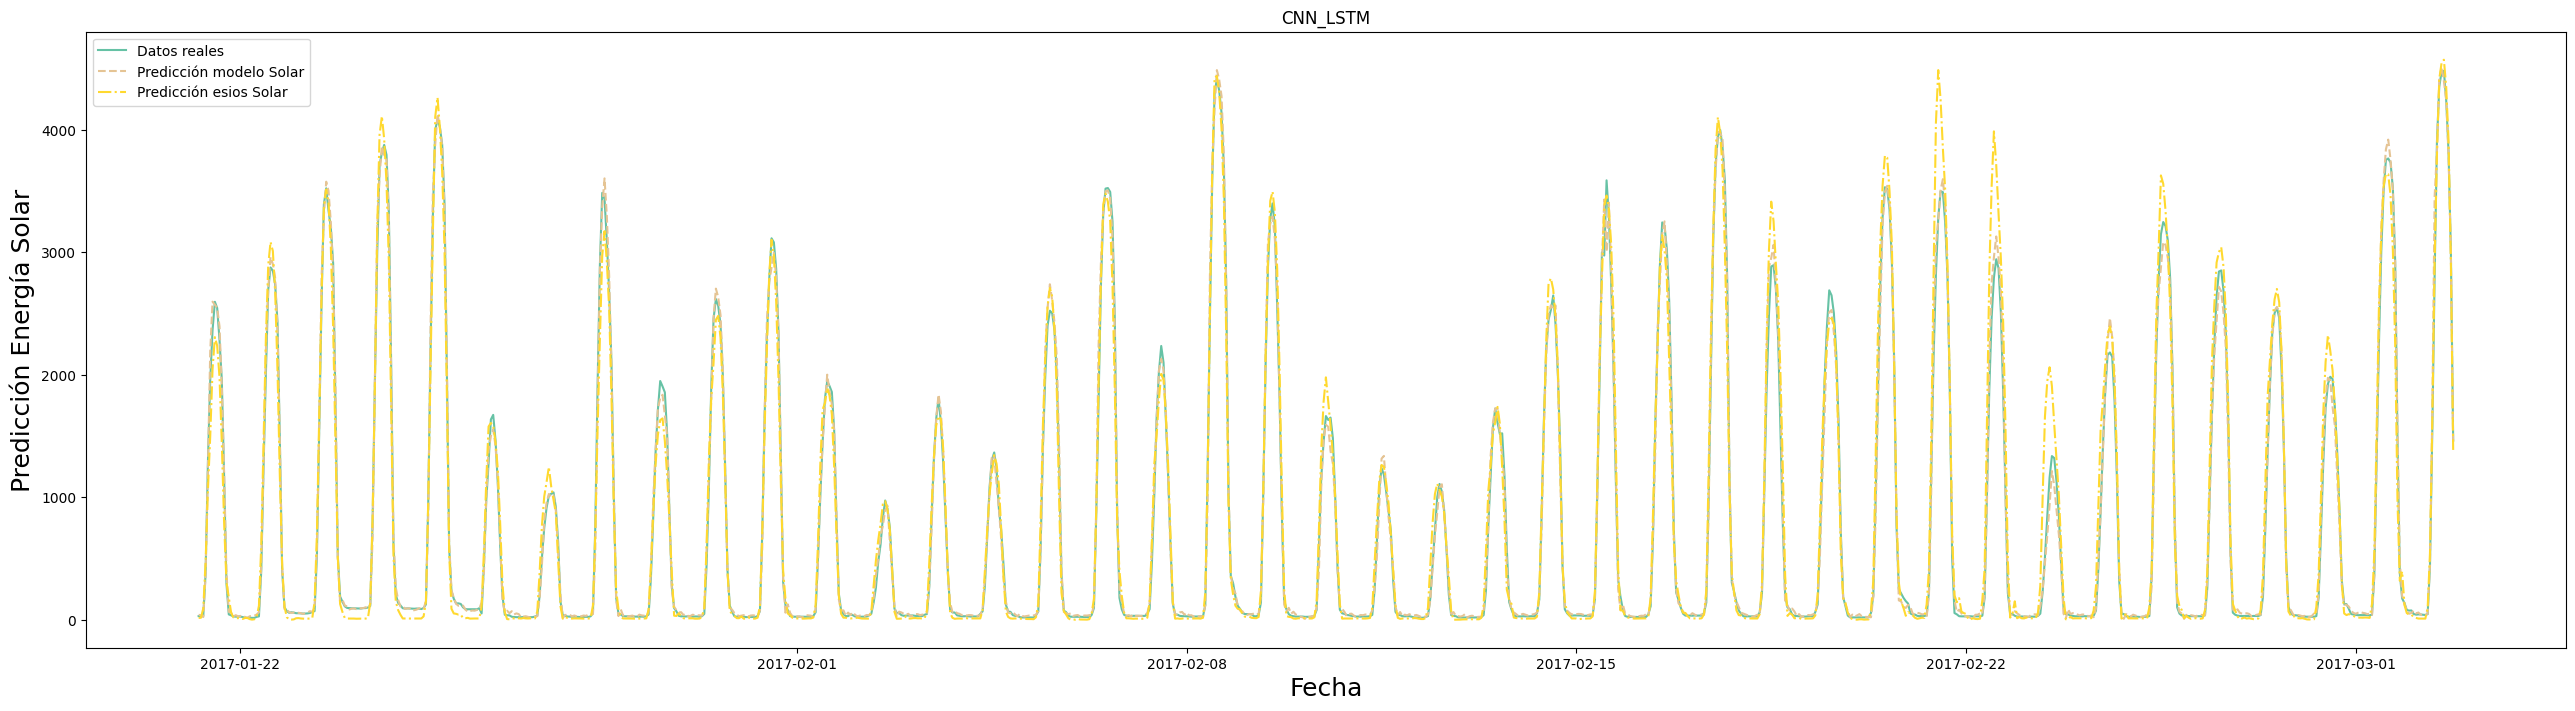 CNN_LSTM
Datos reales
Predicción modelo Solar
Predicción esios Solar
Predicción Energía Solar
4000
3000
2000
1000
0
2017-01-22
2017-02-01
2017-02-08
2017-02-15
2017-02-22
2017-03-01
Fecha